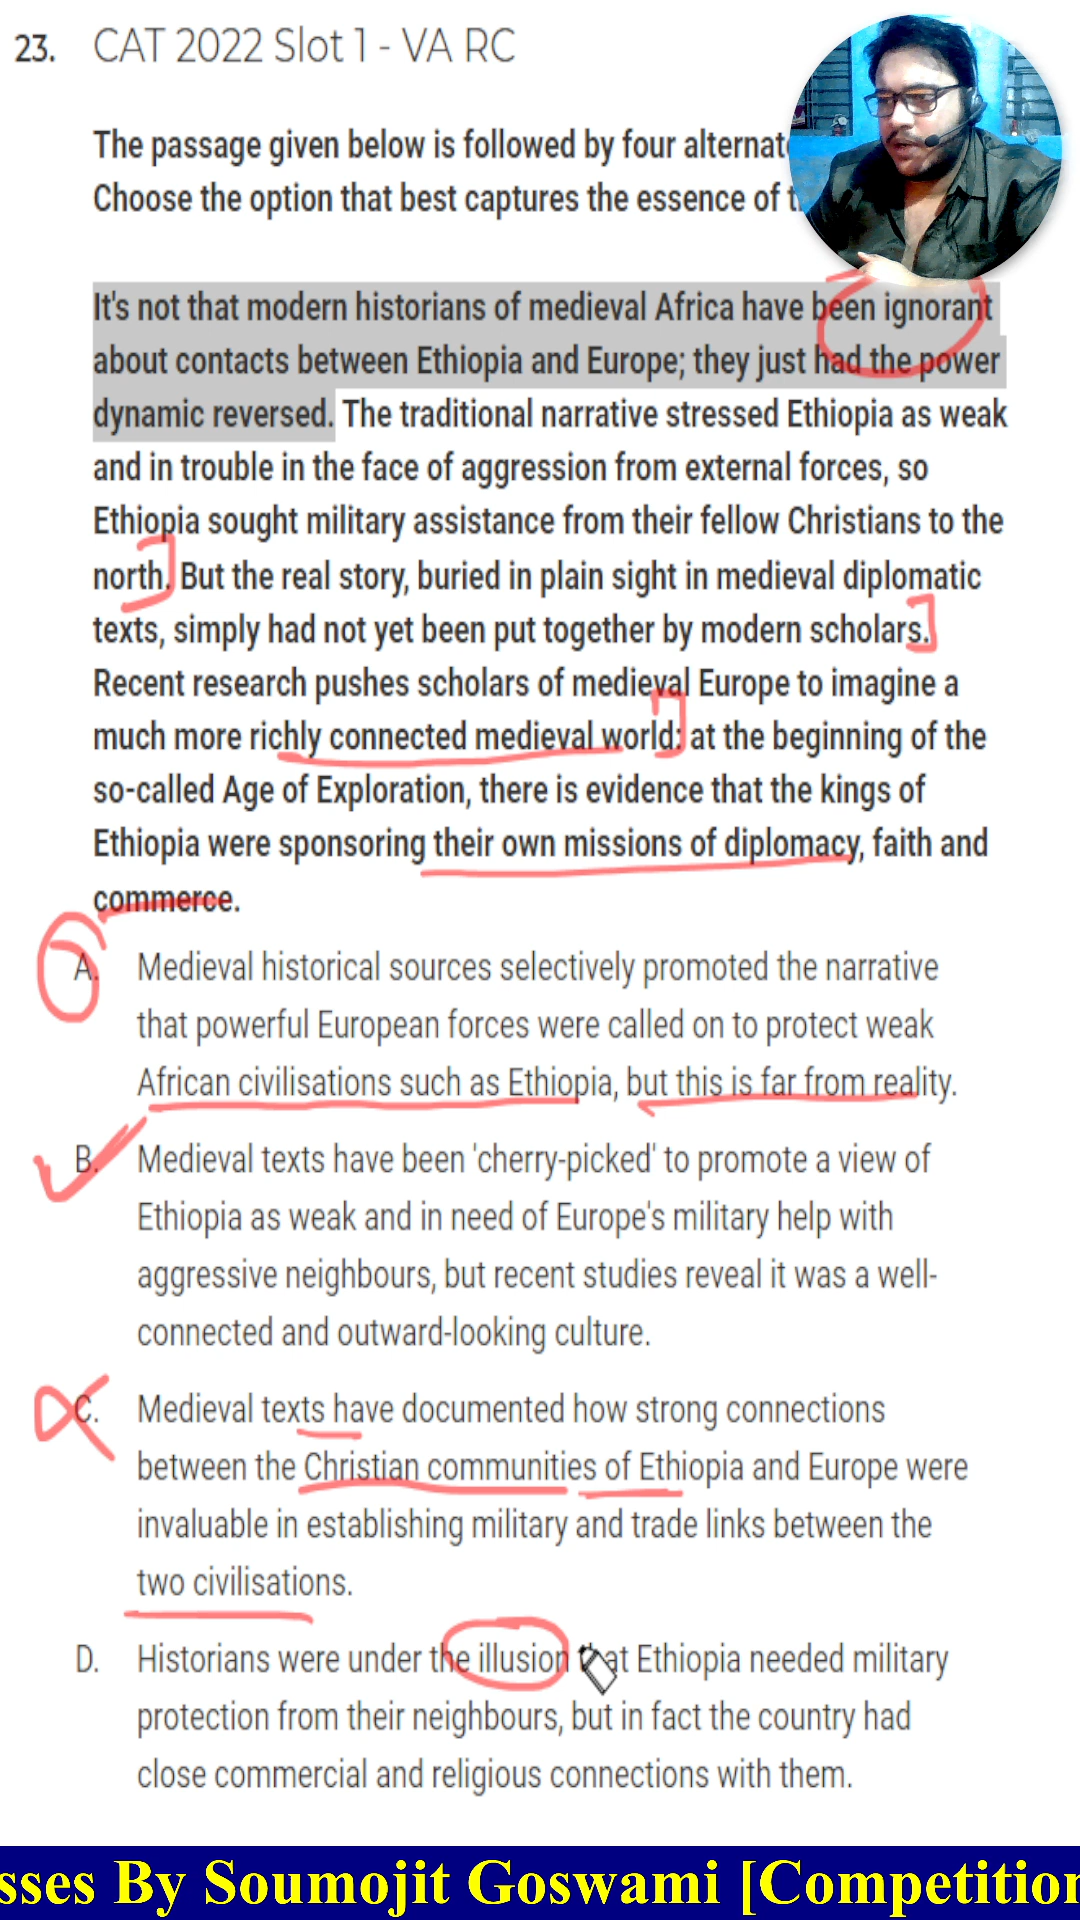 23. CAT 2022 Slot 1 - VA RC
The passage given below is followed by four
Choose the option that best captures the essence of
It's not that modern historians of medieval Africa have been ignorant
about contacts between Ethiopia and Europe; they just had the power
dynamic reversed. The traditional narrative stressed Ethiopia as weak
and in trouble in the face of aggression from external forces, so
Ethiopia sought military assistance from their fellow Christians to the
north. But the real story, buried in plain sight in medieval diplomatic
texts, simply had not yet been put together by modern scholars.
Recent research pushes scholars of medieval Europe to imagine a
much more richly connected medieval world: at the beginning of the
so-called Age of Exploration, there is evidence that the kings of
Ethiopia were sponsoring their own missions of diplomacy, faith and
commerce.
A. Medieval historical sources selectively promoted the narrative
that powerful European forces were called on to protect weak
African civilisations such as Ethiopia, but this is far from reality.
B. Medieval texts have been 'cherry-picked' to promote a view of
Ethiopia as weak and in need of Europe's military help with
aggressive neighbours, but recent studies reveal it was a well-
connected and outward-looking culture.
C. Medieval texts have documented how strong connections
between the Christian communities of Ethiopia and Europe were
invaluable in establishing military and trade links between the
two civilisations.
D. Historians were under the illusion that Ethiopia needed military
protection from their neighbours, but in fact the country had
close commercial and religious connections with them.
sses By Soumojit Goswami [Competition